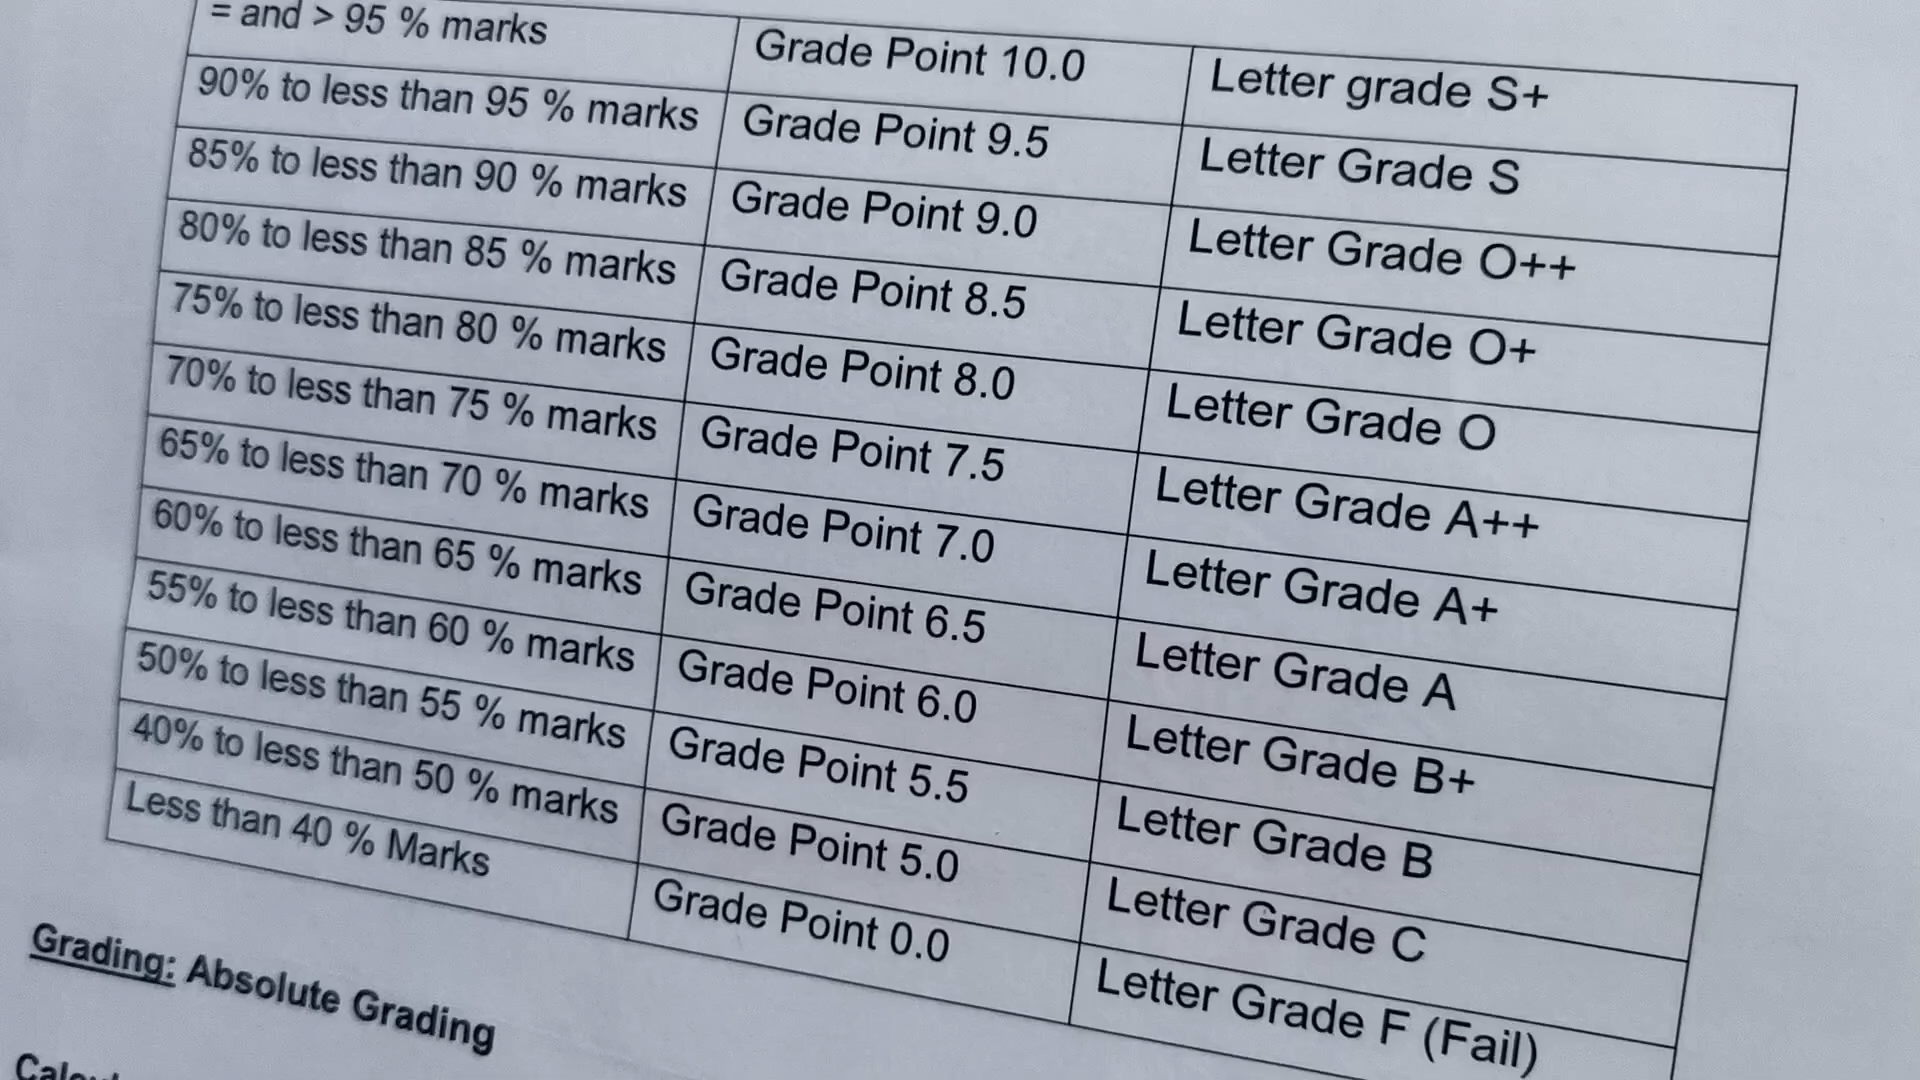 = and > 95 % marks Grade Point 10.0 Letter grade S+
90% to less than 95 % marks Grade Point 9.5 Letter Grade S
85% to less than 90 % marks Grade Point 9.0 Letter Grade O++
80% to less than 85 % marks Grade Point 8.5 Letter Grade O+
75% to less than 80 % marks Grade Point 8.0 Letter Grade O
70% to less than 75 % marks Grade Point 7.5 Letter Grade A++
65% to less than 70 % marks Grade Point 7.0 Letter Grade A+
60% to less than 65 % marks Grade Point 6.5 Letter Grade A
55% to less than 60 % marks Grade Point 6.0 Letter Grade B+
50% to less than 55 % marks Grade Point 5.5 Letter Grade B
40% to less than 50 % marks Grade Point 5.0 Letter Grade C
Less than 40 % Marks Grade Point 0.0 Letter Grade F (Fail)
Grading: Absolute Grading